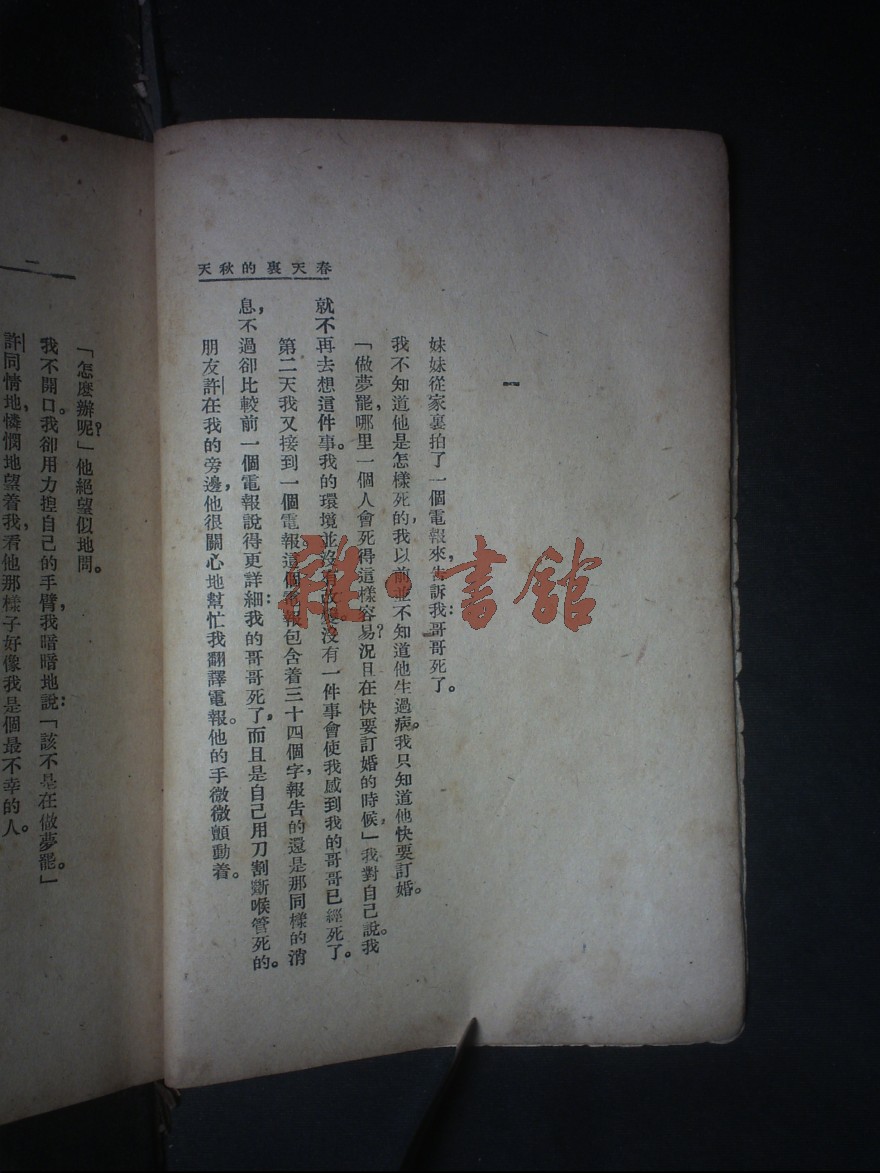 春天裏的秋天
一
妹妹從家裏拍了一個電報來，告訴我：哥哥死了。
我不知道他是怎樣死的，我以前並不知道他生過病。我只知道他快要訂婚。
「做夢罷，哪里一個人會死得這樣容易？況且在快要訂婚的時候，」我對自己說。我
就不再去想這件事。我的環境並沒有改變，沒有一件事會使我感到我的哥哥已經死了。
第二天我又接到一個電報。這個電報包含着三十四個字，報告的還是那同樣的消
息，不過卻比較前一個電報說得更詳細：我的哥哥死了，而且是自己用刀割斷喉管死的。
朋友許在我的旁邊，他很關心地幫忙我翻譯電報。他的手微微顫動着。
二
「怎麼辦呢？」他絕望似地問。
我不開口。我卻用力揑自己的手臂，我暗暗地說：「該不是在做夢罷。」
許同情地，憐憫地望着我，看他那樣子好像我是個最不幸的人。
雜·書館